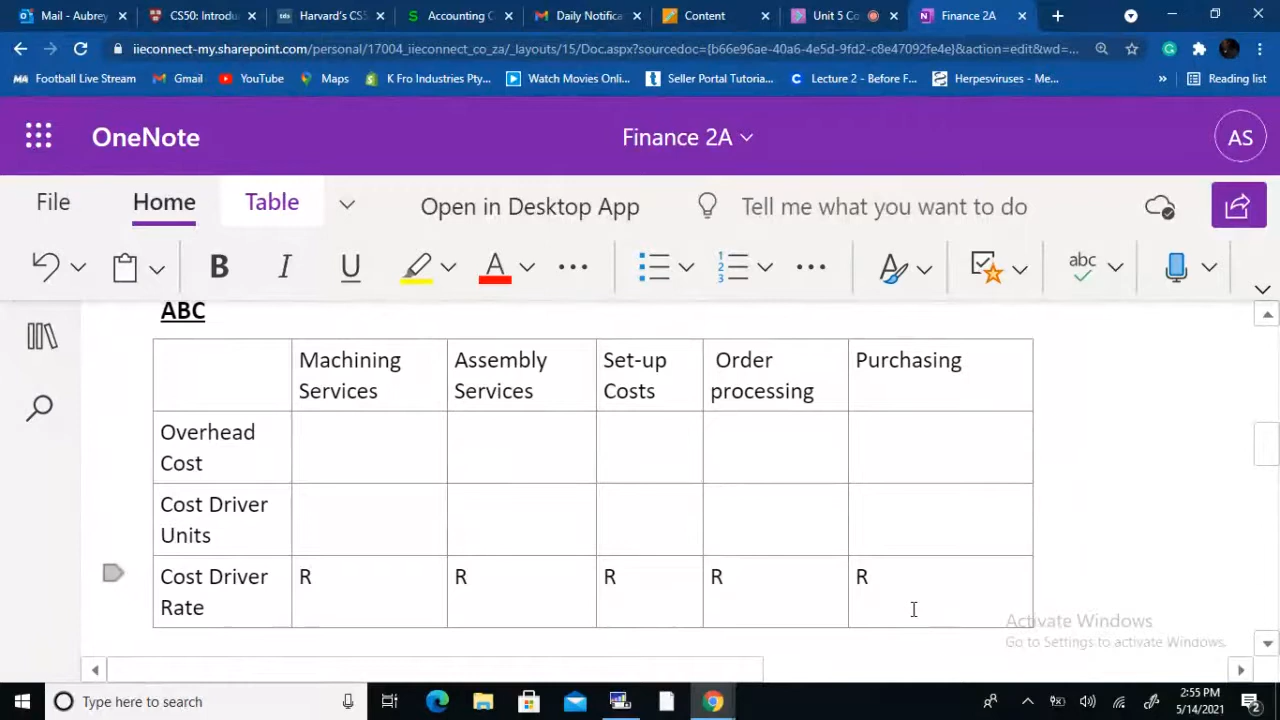 Mail - Aubrey
CS50: Introdu
Harvard's CS5
Accounting C
Daily Notifica
Content
Unit 5 Co
Finance 2A
iieconnect-my.sharepoint.com/personal/17004_iieconnect_co_za/_layouts/15/Doc.aspx?sourcedoc={b66e96ae-40a6-4e5d-9fd2-c8e47092fe4e}&action=edit&wd=...
Football Live Stream
Gmail
YouTube
Maps
K Fro Industries Pty...
Watch Movies Onlin...
Seller Portal Tutoria...
Lecture 2 - Before F...
Herpesviruses - Me...
»
Reading list
OneNote
Finance 2A
AS
File
Home
Table
Open in Desktop App
Tell me what you want to do
B I U A
abc
ABC
Machining
Services
Assembly
Services
Set-up
Costs
Order
processing
Purchasing
Overhead
Cost
Cost Driver
Units
Cost Driver
Rate
R
R
R
R
R
Activate Windows
Go to Settings to activate Windows.
Type here to search
2:55 PM
5/14/2021
2